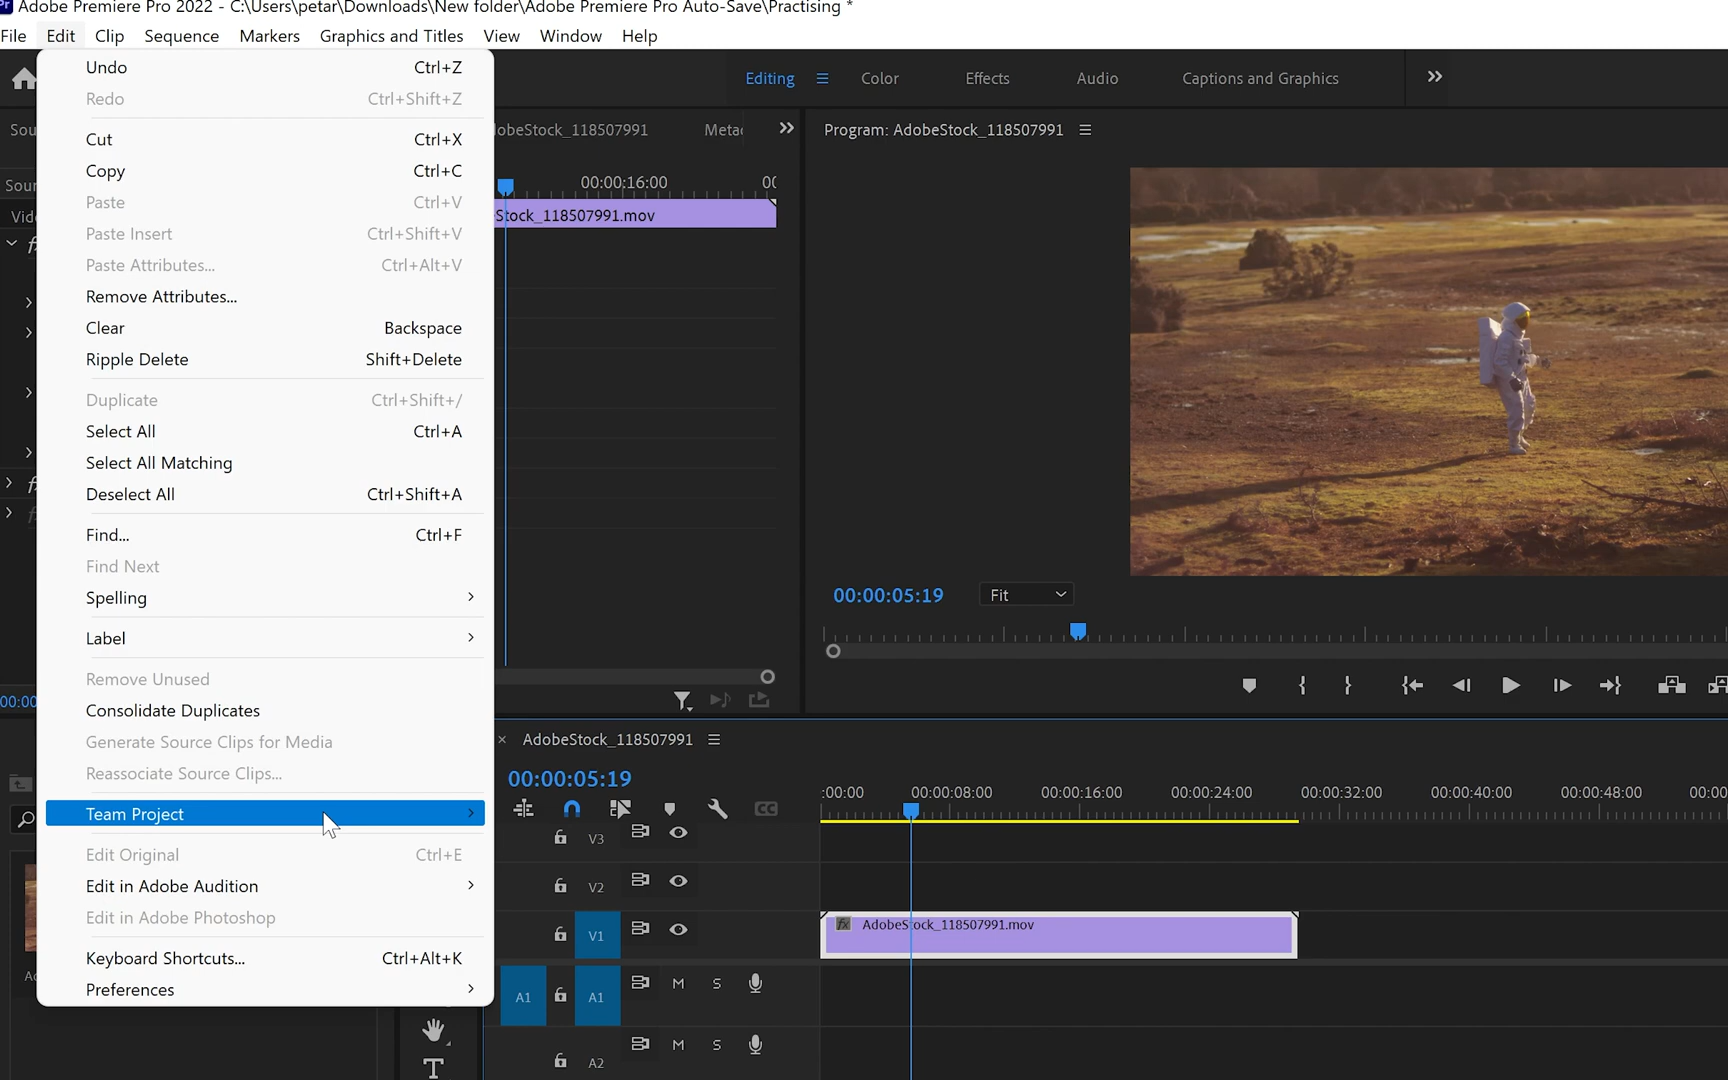 Adobe Premiere Pro 2022 - C:\Users\petar\Downloads\New folder\Adobe Premiere Pro Auto-Save\Practising *
File Edit Clip Sequence Markers Graphics and Titles View Window Help
Editing Color Effects Audio Captions and Graphics
Undo Ctrl+Z
Redo Ctrl+Shift+Z
Cut Ctrl+X
Copy Ctrl+C
Paste Ctrl+V
Paste Insert Ctrl+Shift+V
Paste Attributes... Ctrl+Alt+V
Remove Attributes...
Clear Backspace
Ripple Delete Shift+Delete
Duplicate Ctrl+Shift+/
Select All Ctrl+A
Select All Matching
Deselect All Ctrl+Shift+A
Find... Ctrl+F
Find Next
Spelling
Label
Remove Unused
Consolidate Duplicates
Generate Source Clips for Media
Reassociate Source Clips...
Team Project
Edit Original Ctrl+E
Edit in Adobe Audition
Edit in Adobe Photoshop
Keyboard Shortcuts... Ctrl+Alt+K
Preferences
Sou
obeStock_118507991
Sour
00:00:16:00
Stock_118507991.mov
Program: AdobeStock_118507991
00:00:05:19 Fit
AdobeStock_118507991
00:00:05:19
:00:00 00:00:08:00 00:00:16:00 00:00:24:00 00:00:32:00 00:00:40:00 00:00:48:00 00:00
V3
V2
V1
AdobeStock_118507991.mov
A1 A1 M S
A2 M S